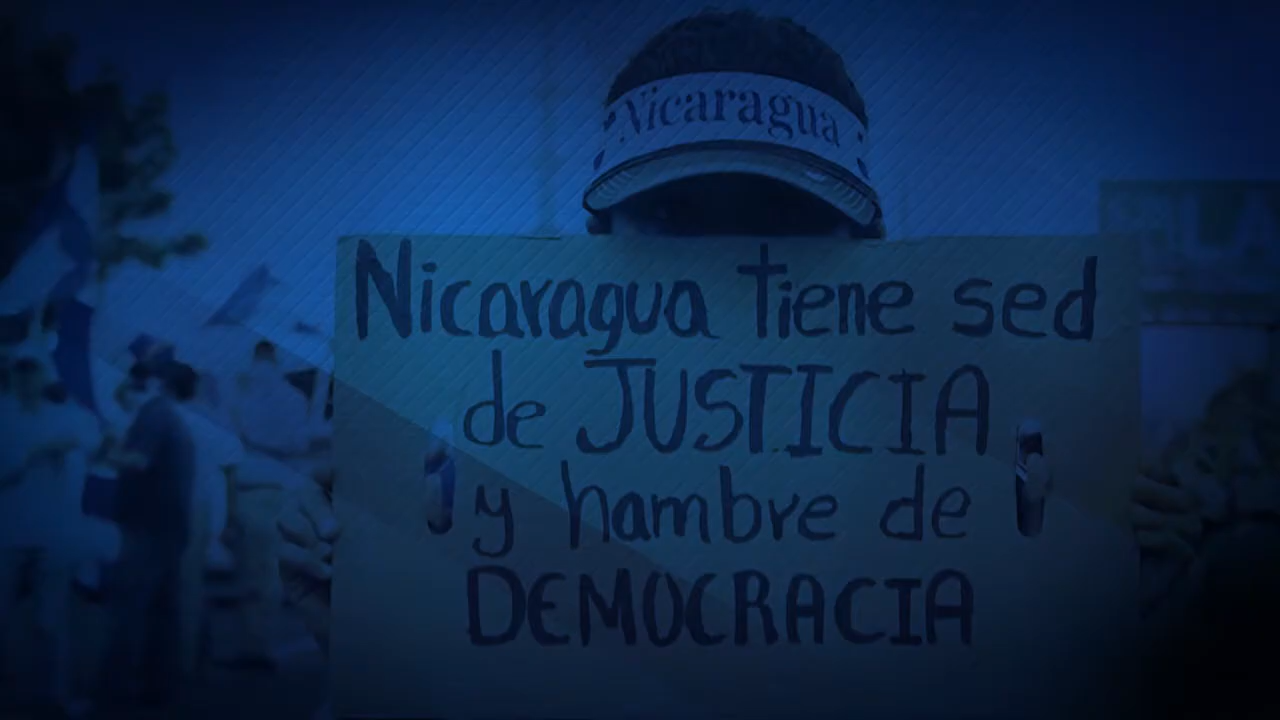 Nicaragua
Nicaragua tiene sed
de JUSTICIA
y hambre de
DEMOCRACIA